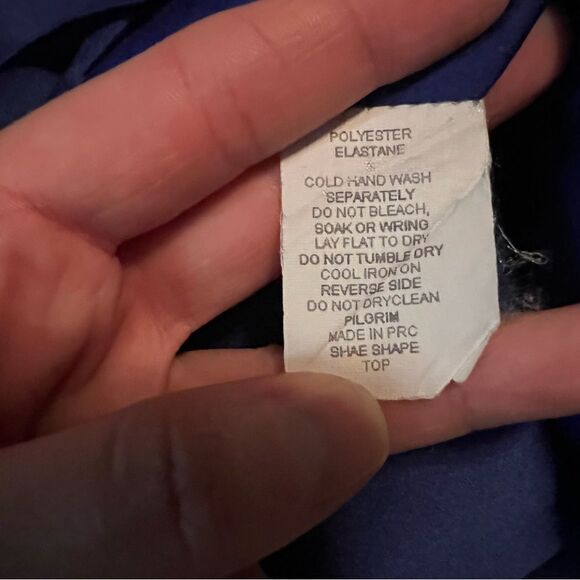 POLYESTER
ELASTANE
COLD HAND WASH
SEPARATELY
DO NOT BLEACH,
SOAK OR WRING
LAY FLAT TO DRY
DO NOT TUMBLE DRY
COOL IRON ON
REVERSE SIDE
DO NOT DRYCLEAN
PILGRIM
MADE IN PRC
SHAE SHAPE
TOP